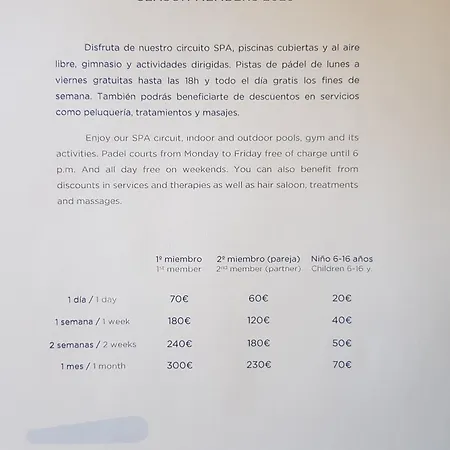 Disfruta de nuestro circuito SPA, piscinas cubiertas y al aire
libre, gimnasio y actividades dirigidas. Pistas de pádel de lunes a
viernes gratuitas hasta las 18h y todo el día gratis los fines de
semana. También podrás beneficiarte de descuentos en servicios
como peluquería, tratamientos y masajes.
Enjoy our SPA circuit, indoor and outdoor pools, gym and its
activities. Padel courts from Monday to Friday free of charge until 6
p.m. And all day free on weekends. You can also benefit from
discounts in services and therapies as well as hair saloon, treatments
and massages.
1º miembro 2º miembro (pareja) Niño 6-16 años
1st member 2nd member (partner) Children 6-16 y.
1 día / 1 day 70€ 60€ 20€
1 semana / 1 week 180€ 120€ 40€
2 semanas / 2 weeks 240€ 180€ 50€
1 mes / 1 month 300€ 230€ 70€